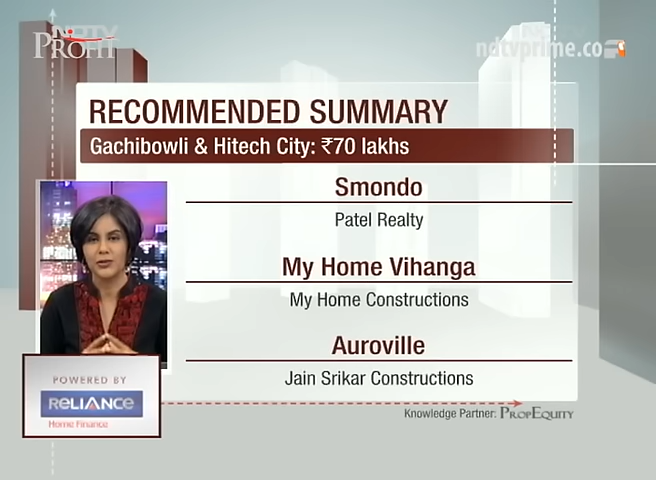 NDTV
PROFIT
ndtvprime.co
RECOMMENDED SUMMARY
Gachibowli & Hitech City: ₹70 lakhs
Smondo
Patel Realty
My Home Vihanga
My Home Constructions
Auroville
Jain Srikar Constructions
POWERED BY
RELIANCE
Home Finance
Knowledge Partner: PROPEQUITY